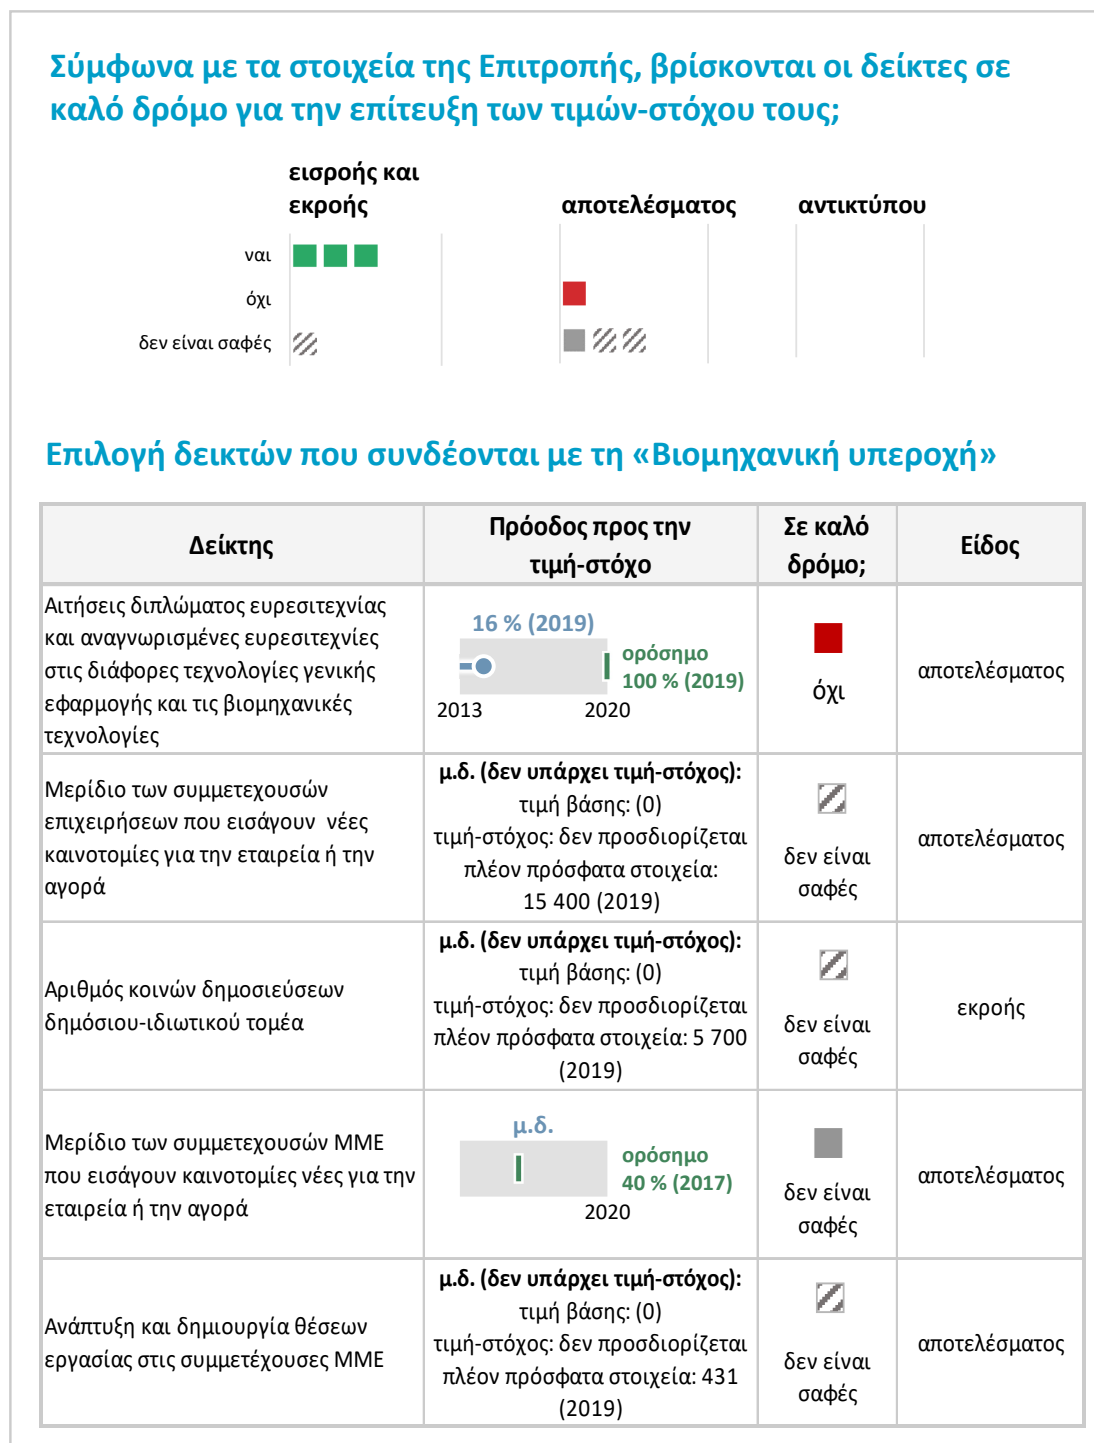 Σύμφωνα με τα στοιχεία της Επιτροπής, βρίσκονται οι δείκτες σε
καλό δρόμο για την επίτευξη των τιμών-στόχου τους;
εισροής και
εκροής
αποτελέσματος
αντικτύπου
ναι
όχι
δεν είναι σαφές
Επιλογή δεικτών που συνδέονται με τη «Βιομηχανική υπεροχή»
Δείκτης
Πρόοδος προς την
τιμή-στόχο
Σε καλό
δρόμο;
Είδος
Αιτήσεις διπλώματος ευρεσιτεχνίας
και αναγνωρισμένες ευρεσιτεχνίες
στις διάφορες τεχνολογίες γενικής
εφαρμογής και τις βιομηχανικές
τεχνολογίες
16 % (2019)
ορόσημο
100 % (2019)
2013
2020
όχι
αποτελέσματος
Μερίδιο των συμμετεχουσών
επιχειρήσεων που εισάγουν νέες
καινοτομίες για την εταιρεία ή την
αγορά
μ.δ. (δεν υπάρχει τιμή-στόχος):
τιμή βάσης: (0)
τιμή-στόχος: δεν προσδιορίζεται
πλέον πρόσφατα στοιχεία:
15 400 (2019)
δεν είναι
σαφές
αποτελέσματος
Αριθμός κοινών δημοσιεύσεων
δημόσιου-ιδιωτικού τομέα
μ.δ. (δεν υπάρχει τιμή-στόχος):
τιμή βάσης: (0)
τιμή-στόχος: δεν προσδιορίζεται
πλέον πρόσφατα στοιχεία: 5 700
(2019)
δεν είναι
σαφές
εκροής
Μερίδιο των συμμετεχουσών ΜΜΕ
που εισάγουν καινοτομίες νέες για την
εταιρεία ή την αγορά
μ.δ.
ορόσημο
40 % (2017)
2020
δεν είναι
σαφές
αποτελέσματος
Ανάπτυξη και δημιουργία θέσεων
εργασίας στις συμμετέχουσες ΜΜΕ
μ.δ. (δεν υπάρχει τιμή-στόχος):
τιμή βάσης: (0)
τιμή-στόχος: δεν προσδιορίζεται
πλέον πρόσφατα στοιχεία: 431
(2019)
δεν είναι
σαφές
αποτελέσματος